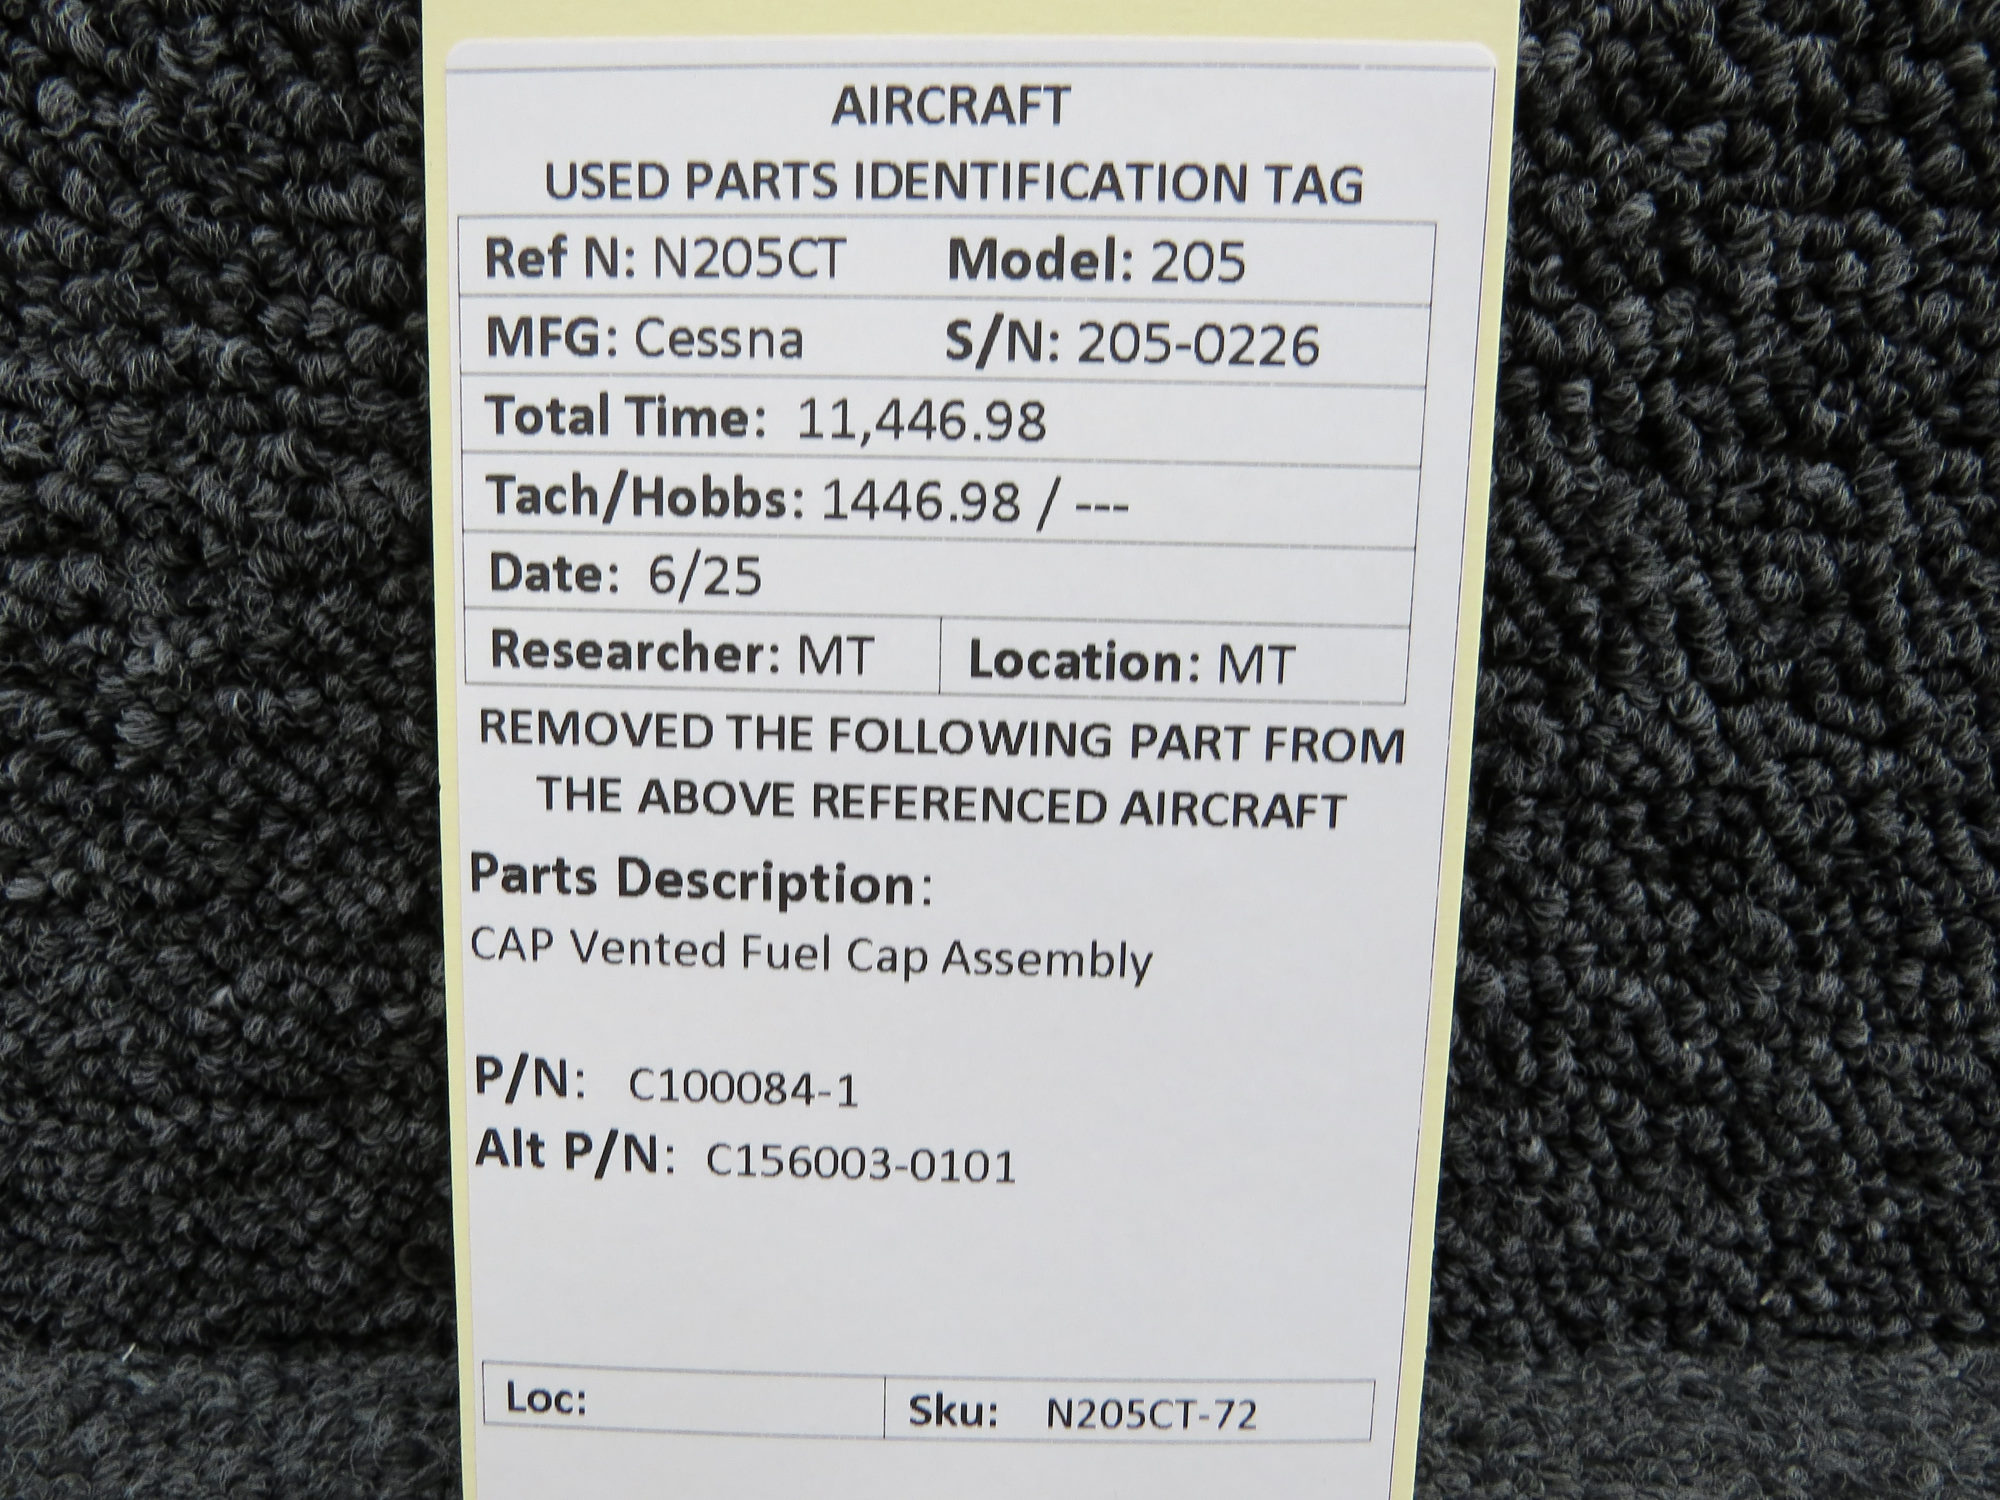 AIRCRAFT
USED PARTS IDENTIFICATION TAG
Ref N: N205CT Model: 205
MFG: Cessna S/N: 205-0226
Total Time: 11,446.98
Tach/Hobbs: 1446.98 / ---
Date: 6/25
Researcher: MT Location: MT
REMOVED THE FOLLOWING PART FROM
THE ABOVE REFERENCED AIRCRAFT
Parts Description:
CAP Vented Fuel Cap Assembly
P/N: C100084-1
Alt P/N: C156003-0101
Loc: Sku: N205CT-72